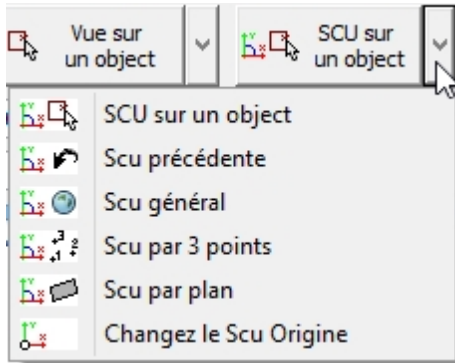 Vue sur
un object
SCU sur
un object
SCU sur un object
Scu précédente
Scu général
Scu par 3 points
Scu par plan
Changez le Scu Origine